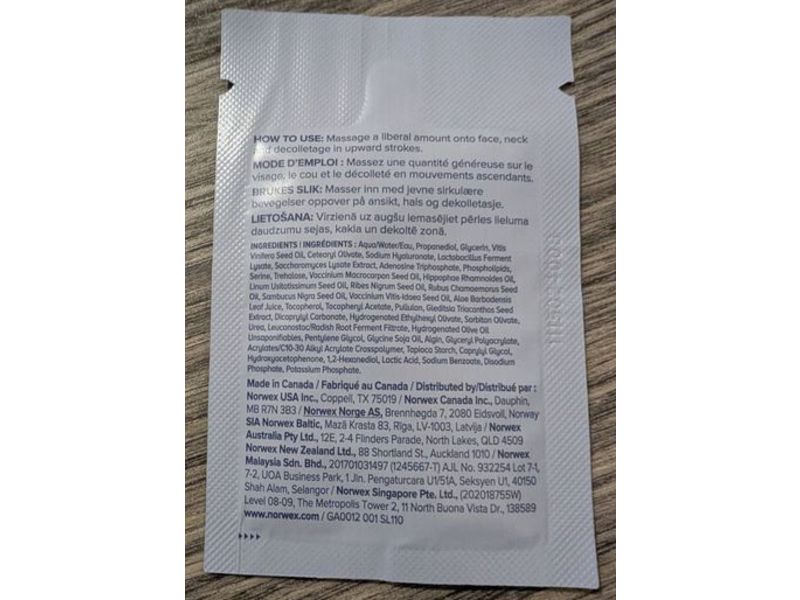 HOW TO USE: Massage a liberal amount onto face, neck
and decolletage in upward strokes.
MODE D'EMPLOI : Massez une quantité généreuse sur le
visage, le cou et le décolleté en mouvements ascendants.
BRUKES SLIK: Masser inn med jevne sirkulære
bevegelser oppover på ansikt, hals og dekolletasje.
LIETOŠANA: Virzienā uz augšu iemasējiet pērles lieluma
daudzumu sejas, kakla un dekoltē zonā.
INGREDIENTS / INGRÉDIENTS : Aqua/Water/Eau, Propanediol, Glycerin, Vitis
Vinifera Seed Oil, Cetearyl Olivate, Sodium Hyaluronate, Lactobacillus Ferment
Lysate, Saccharomyces Lysate Extract, Adenosine Triphosphate, Phospholipids,
Serine, Trehalose, Vaccinium Macrocarpon Seed Oil, Hippophae Rhamnoides Oil,
Linum Usitatissimum Seed Oil, Ribes Nigrum Seed Oil, Rubus Chamaemorus Seed
Oil, Sambucus Nigra Seed Oil, Vaccinium Vitis-Idaea Seed Oil, Aloe Barbadensis
Leaf Juice, Tocopherol, Tocopheryl Acetate, Pullulan, Gleditsia Triacanthos Seed
Extract, Dicaprylyl Carbonate, Hydrogenated Ethylhexyl Olivate, Sorbitan Olivate,
Urea, Leuconostoc/Radish Root Ferment Filtrate, Hydrogenated Olive Oil
Unsaponifiables, Pentylene Glycol, Glycine Soja Oil, Algin, Glyceryl Polyacrylate,
Acrylates/C10-30 Alkyl Acrylate Crosspolymer, Tapioca Starch, Caprylyl Glycol,
Hydroxyacetophenone, 1,2-Hexanediol, Lactic Acid, Sodium Benzoate, Disodium
Phosphate, Potassium Phosphate.
Made in Canada / Fabriqué au Canada / Distributed by/Distribué par :
Norwex USA Inc., Coppell, TX 75019 / Norwex Canada Inc., Dauphin,
MB R7N 3B3 / Norwex Norge AS, Brennhøgda 7, 2080 Eidsvoll, Norway
SIA Norwex Baltic, Mazā Krasta 83, Rīga, LV-1003, Latvija / Norwex
Australia Pty Ltd., 12E, 2-4 Flinders Parade, North Lakes, QLD 4509
Norwex New Zealand Ltd., 88 Shortland St., Auckland 1010 / Norwex
Malaysia Sdn. Bhd., 201701031497 (1245667-T) AJL No. 932254 Lot 7-1,
7-2, UOA Business Park, 1 Jln. Pengaturcara U1/51A, Seksyen U1, 40150
Shah Alam, Selangor / Norwex Singapore Pte. Ltd., (202018755W)
Level 08-09, The Metropolis Tower 2, 11 North Buona Vista Dr., 138589
www.norwex.com / GA0012 001 SL110